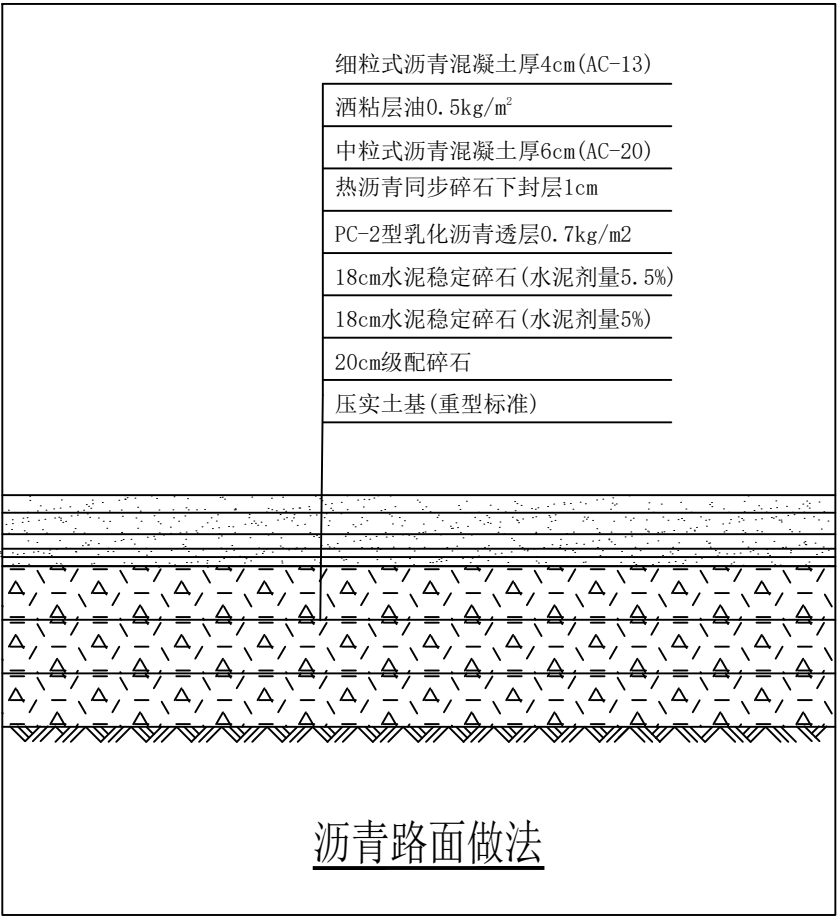 细粒式沥青混凝土厚4cm(AC-13)
洒粘层油0.5kg/m²
中粒式沥青混凝土厚6cm(AC-20)
热沥青同步碎石下封层1cm
PC-2型乳化沥青透层0.7kg/m2
18cm水泥稳定碎石(水泥剂量5.5%)
18cm水泥稳定碎石(水泥剂量5%)
20cm级配碎石
压实土基(重型标准)
沥青路面做法